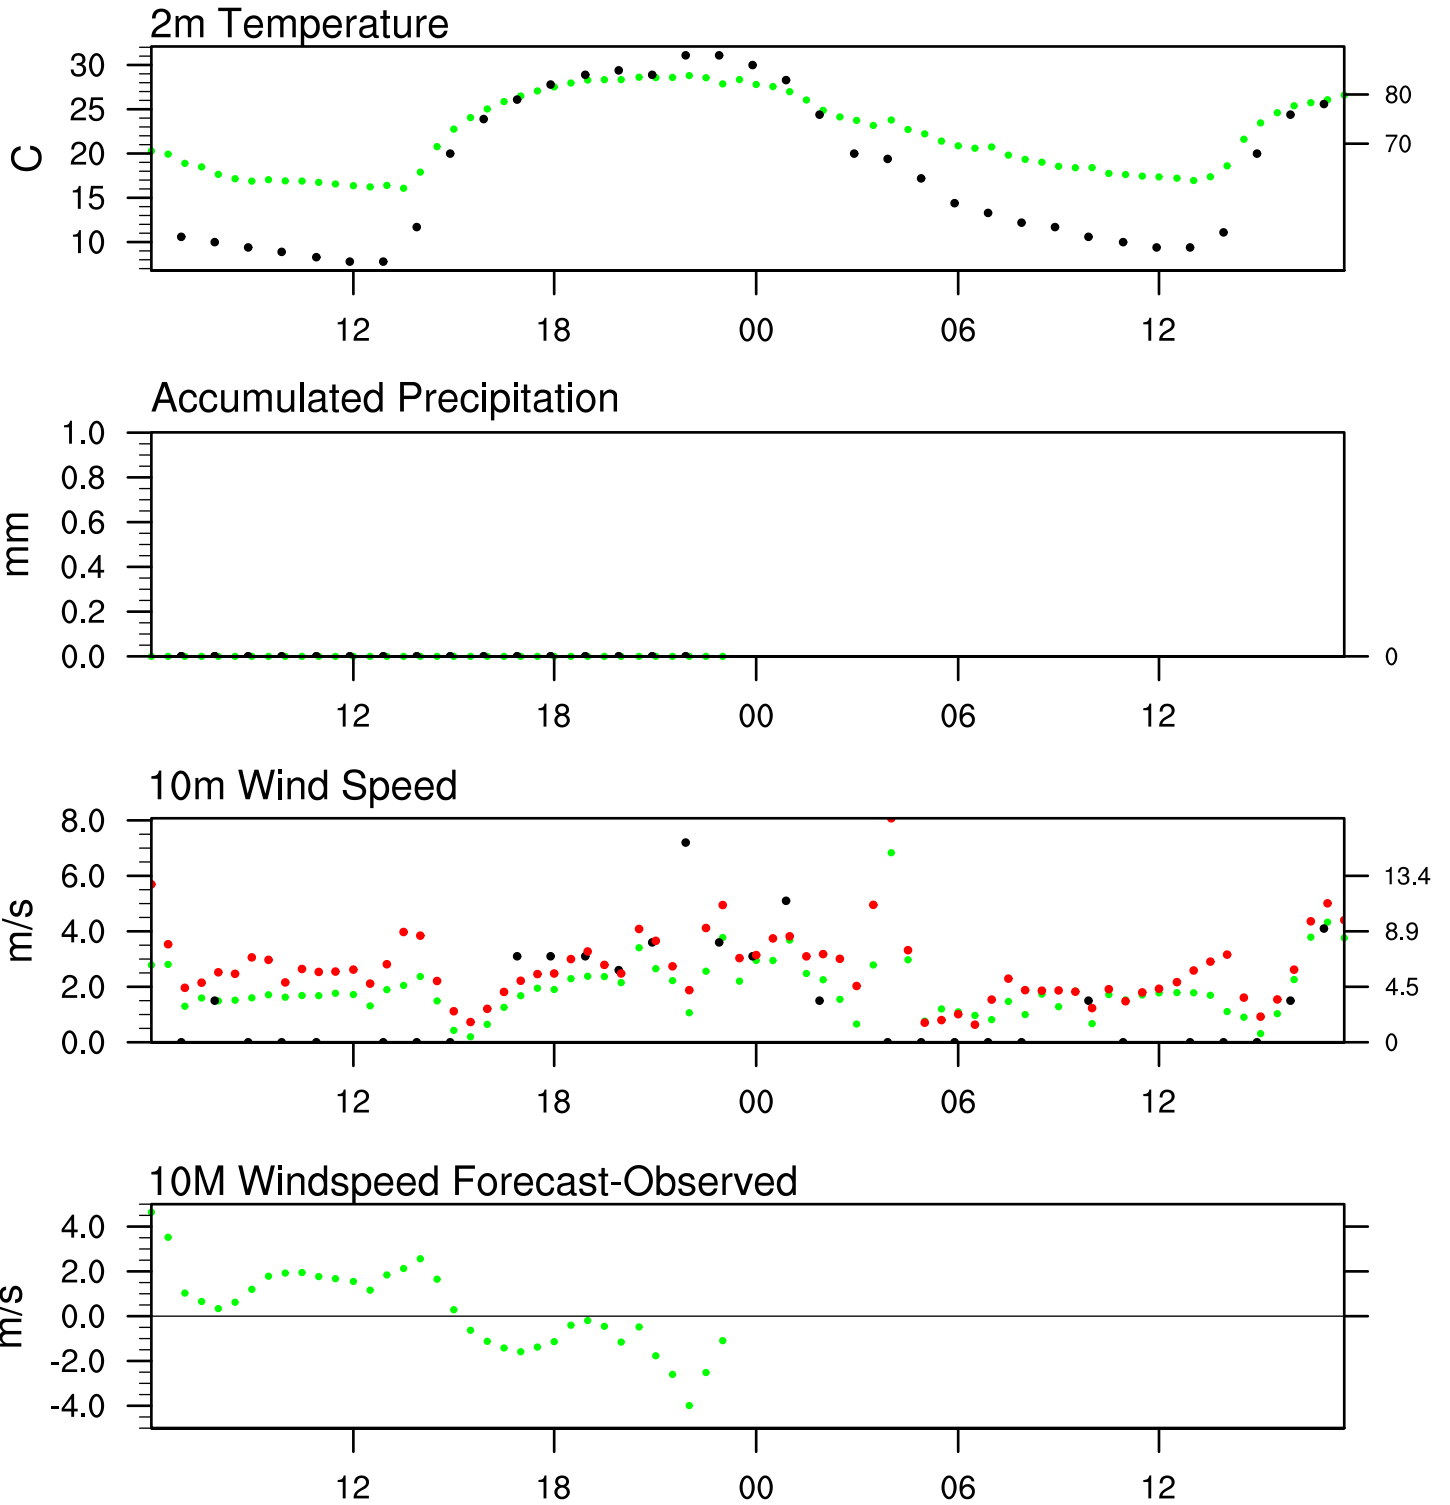 2m Temperature
30
25
20
15
10
C
80
70
12 18 00 06 12
Accumulated Precipitation
1.0
0.8
0.6
0.4
0.2
0.0
mm
0
12 18 00 06 12
10m Wind Speed
8.0
6.0
4.0
2.0
0.0
m/s
13.4
8.9
4.5
0
12 18 00 06 12
10M Windspeed Forecast-Observed
4.0
2.0
0.0
-2.0
-4.0
m/s
12 18 00 06 12